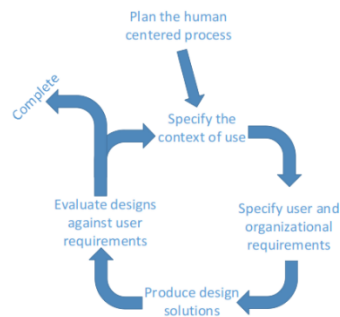 Plan the human
centered process
Complete
Specify the
context of use
Evaluate designs
against user
requirements
Specify user and
organizational
requirements
Produce design
solutions